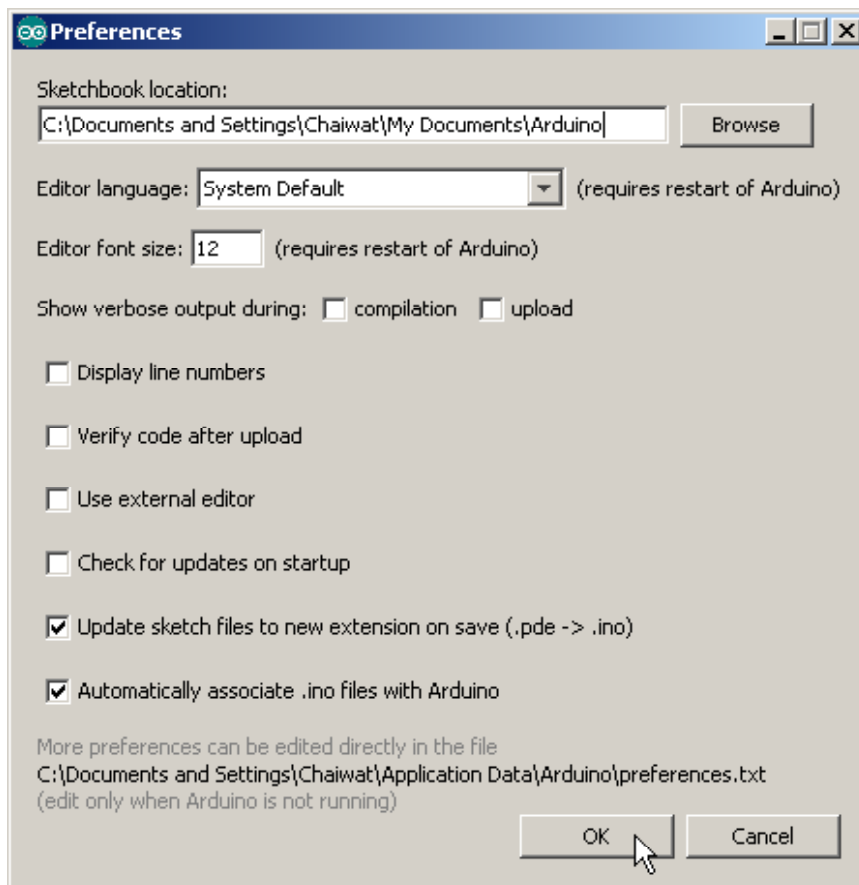 Preferences
Sketchbook location:
C:\Documents and Settings\Chaiwat\My Documents\Arduino Browse
Editor language: System Default (requires restart of Arduino)
Editor font size: 12 (requires restart of Arduino)
Show verbose output during: compilation upload
Display line numbers
Verify code after upload
Use external editor
Check for updates on startup
Update sketch files to new extension on save (.pde -> .ino)
Automatically associate .ino files with Arduino
More preferences can be edited directly in the file
C:\Documents and Settings\Chaiwat\Application Data\Arduino\preferences.txt
(edit only when Arduino is not running)
OK Cancel